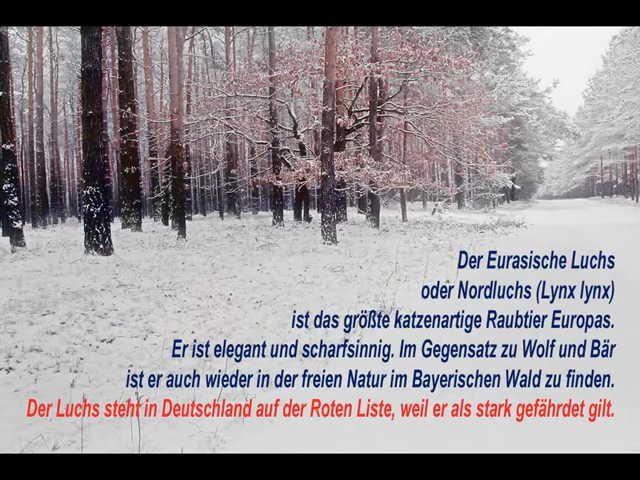 Der Eurasische Luchs
oder Nordluchs (Lynx lynx)
ist das größte katzenartige Raubtier Europas.
Er ist elegant und scharfsinnig. Im Gegensatz zu Wolf und Bär
ist er auch wieder in der freien Natur im Bayerischen Wald zu finden.
Der Luchs steht in Deutschland auf der Roten Liste, weil er als stark gefährdet gilt.